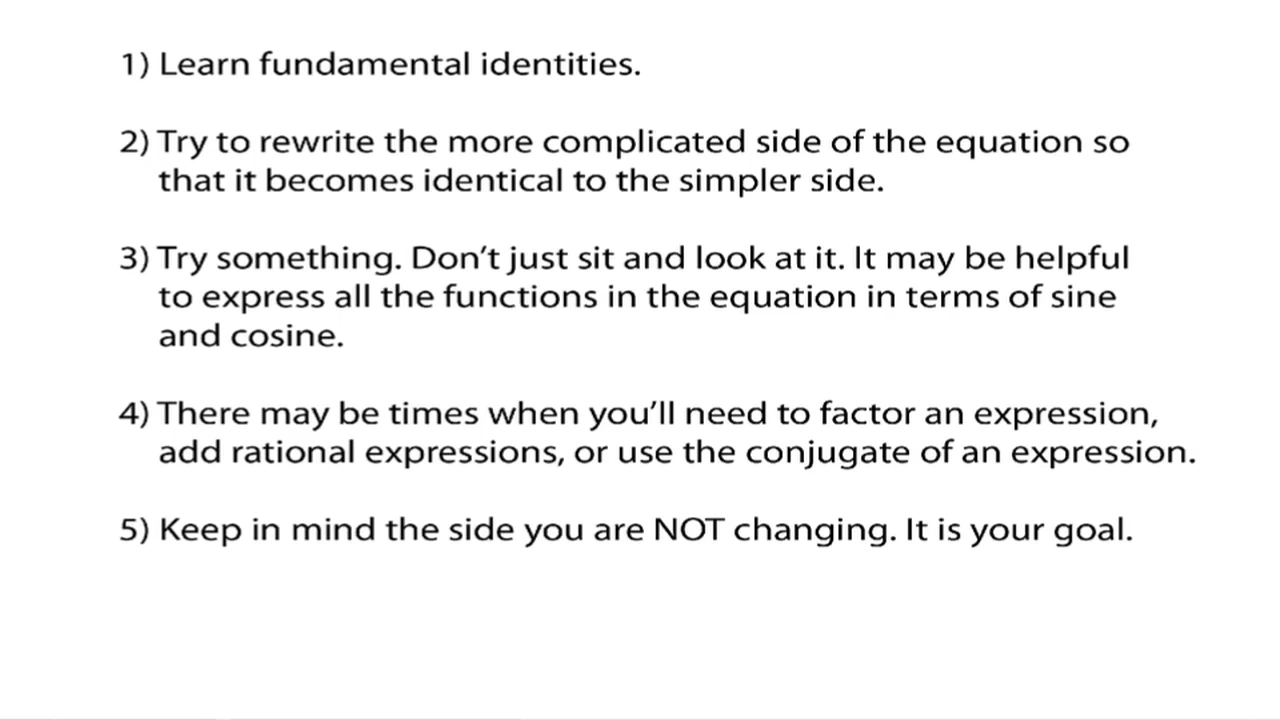 1) Learn fundamental identities.
2) Try to rewrite the more complicated side of the equation so
that it becomes identical to the simpler side.
3) Try something. Don’t just sit and look at it. It may be helpful
to express all the functions in the equation in terms of sine
and cosine.
4) There may be times when you’ll need to factor an expression,
add rational expressions, or use the conjugate of an expression.
5) Keep in mind the side you are NOT changing. It is your goal.